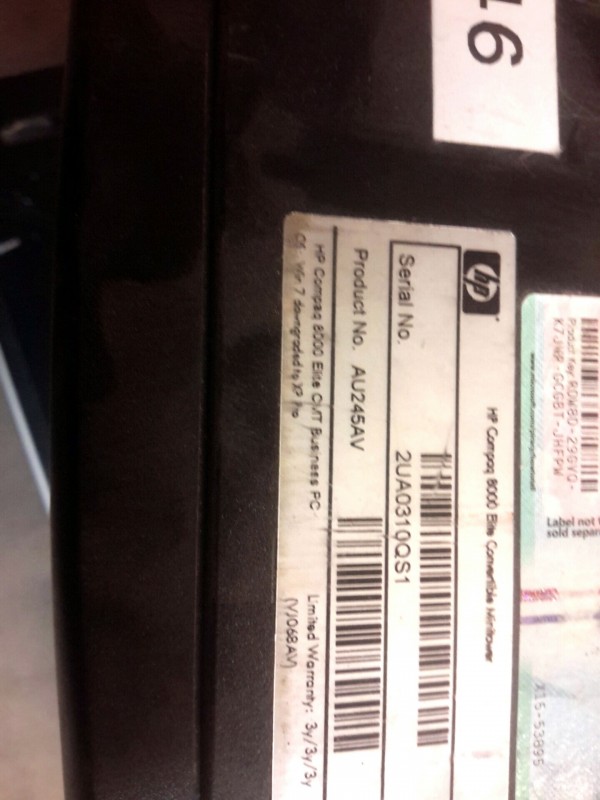 16
hp
HP Compaq 8000 Elite Convertible Minitower
Serial No. 2UA0310QS1
Product No. AU245AV
HP Compaq 8000 Elite CMT Business PC
Limited Warranty: 3y/3y/3y
OS: Win 7 downgraded to XP Pro
(VJ068AV)
Label not
sold separ
X15-53895